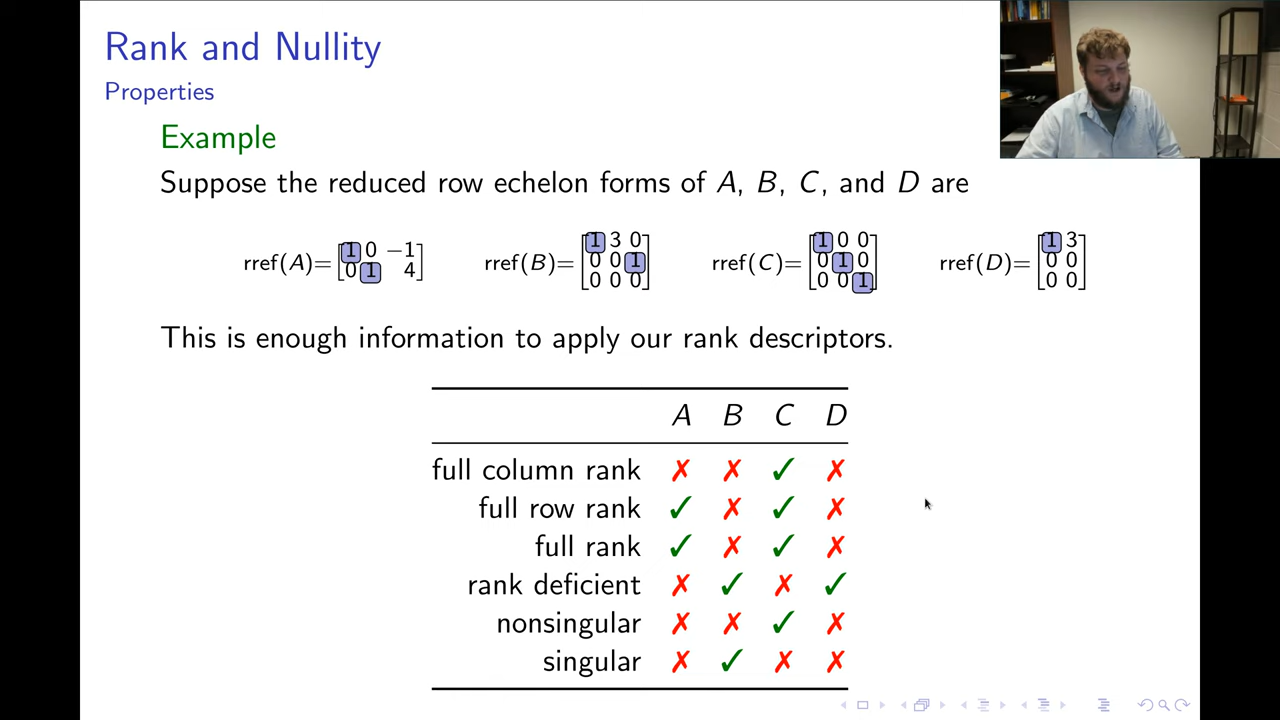 Rank and Nullity
Properties
Example
Suppose the reduced row echelon forms of A, B, C, and D are
rref(A)= [1 0 −1
0 1 4]
rref(B)= [1 3 0
0 0 1
0 0 0]
rref(C)= [1 0 0
0 1 0
0 0 1]
rref(D)= [1 3
0 0
0 0]
This is enough information to apply our rank descriptors.
A B C D
full column rank ✗ ✗ ✓ ✗
full row rank ✓ ✗ ✓ ✗
full rank ✓ ✗ ✓ ✗
rank deficient ✗ ✓ ✗ ✓
nonsingular ✗ ✗ ✓ ✗
singular ✗ ✓ ✗ ✗